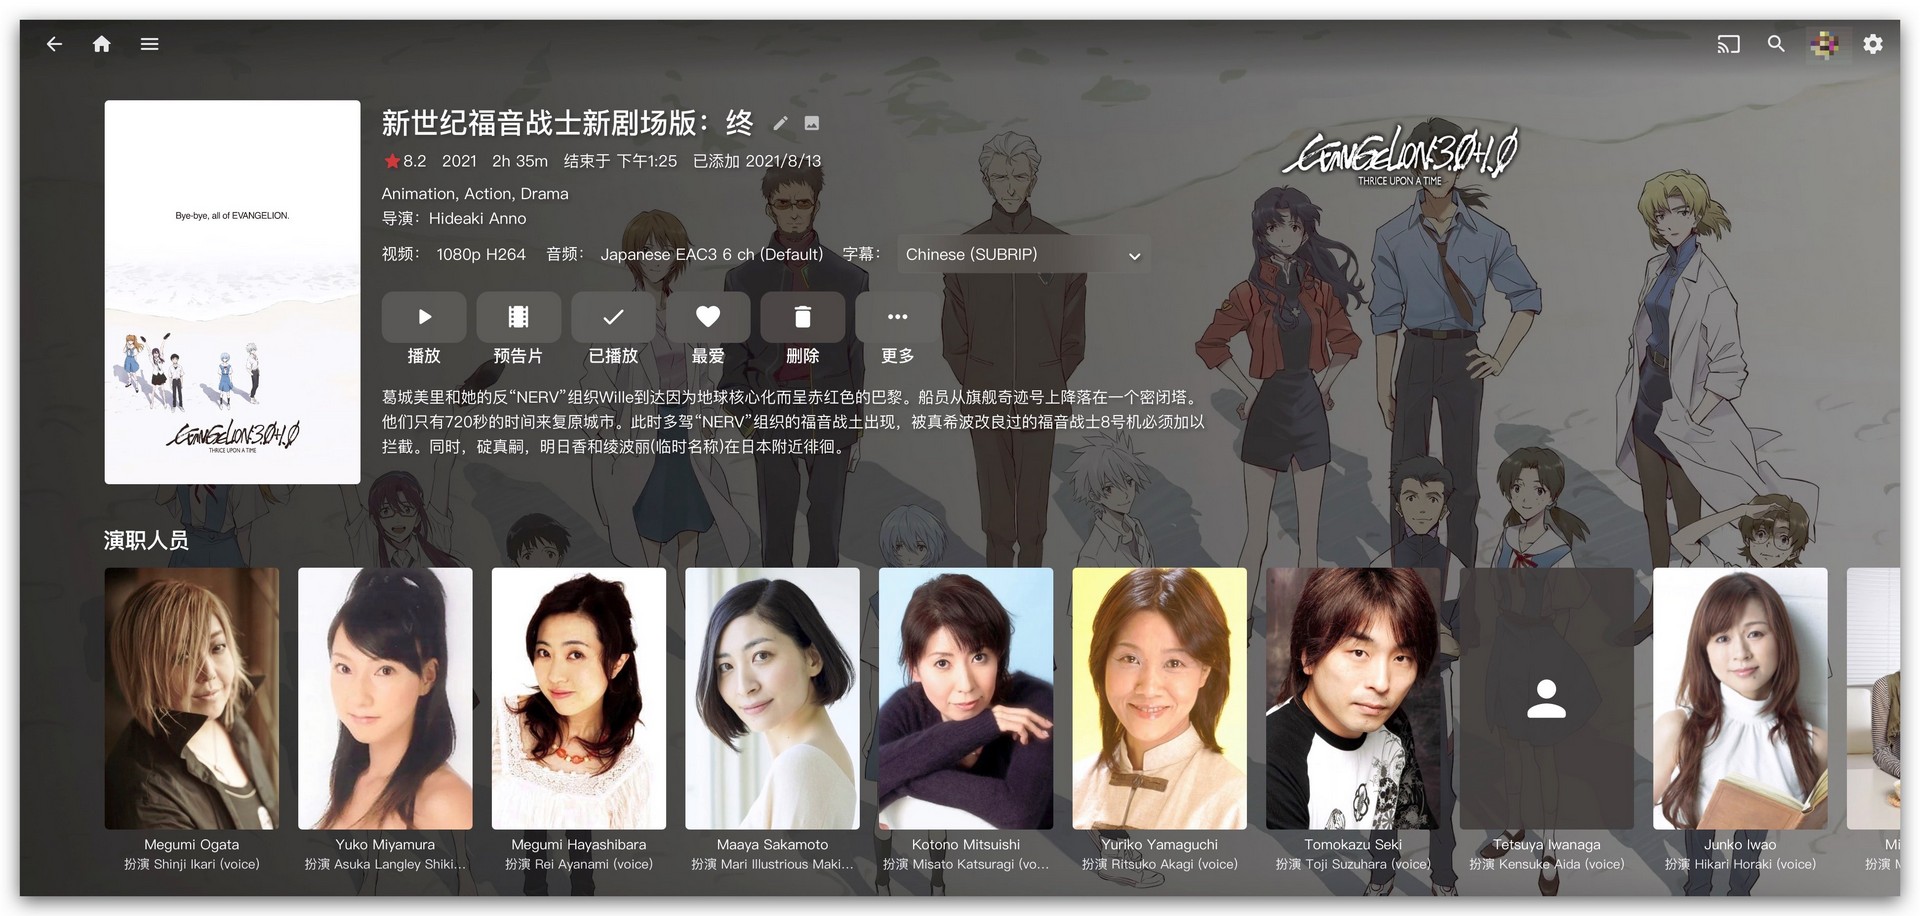 新世纪福音战士新剧场版：终
8.2 2021 2h 35m 结束于 下午1:25 已添加 2021/8/13
Animation, Action, Drama
导演： Hideaki Anno
视频： 1080p H264 音频： Japanese EAC3 6 ch (Default) 字幕： Chinese (SUBRIP)
播放 预告片 已播放 最爱 删除 更多
葛城美里和她的反“NERV”组织Wille到达因为地球核心化而呈赤红色的巴黎。船员从旗舰奇迹号上降落在一个密闭塔。
他们只有720秒的时间来复原城市。此时多驾“NERV”组织的福音战士出现，被真希波改良过的福音战士8号机必须加以
拦截。同时，碇真嗣，明日香和绫波丽(临时名称)在日本附近徘徊。
Bye-bye, all of EVANGELION.
EVANGELION:3.0+1.0
THRICE UPON A TIME
EVANGELION:3.0+1.0
THRICE UPON A TIME
演职人员
Megumi Ogata
扮演 Shinji Ikari (voice)
Yuko Miyamura
扮演 Asuka Langley Shiki...
Megumi Hayashibara
扮演 Rei Ayanami (voice)
Maaya Sakamoto
扮演 Mari Illustrious Maki...
Kotono Mitsuishi
扮演 Misato Katsuragi (vo...
Yuriko Yamaguchi
扮演 Ritsuko Akagi (voice)
Tomokazu Seki
扮演 Toji Suzuhara (voice)
Tetsuya Iwanaga
扮演 Kensuke Aida (voice)
Junko Iwao
扮演 Hikari Horaki (voice)
Mi
扮演